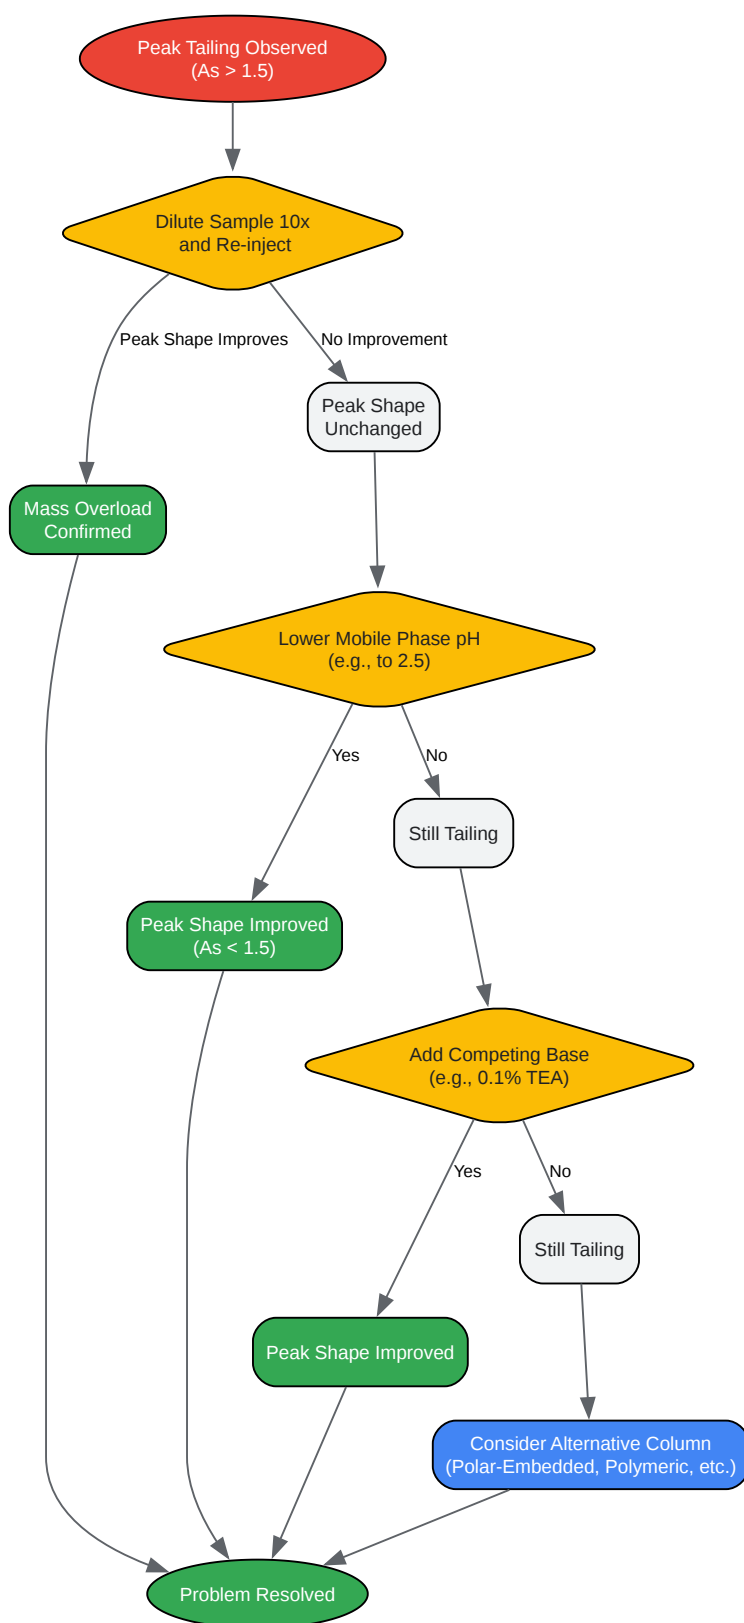 Peak Tailing Observed
(As > 1.5)
Dilute Sample 10x
and Re-inject
Peak Shape Improves
No Improvement
Peak Shape
Unchanged
Mass Overload
Confirmed
Lower Mobile Phase pH
(e.g., to 2.5)
Yes
No
Still Tailing
Peak Shape Improved
(As < 1.5)
Add Competing Base
(e.g., 0.1% TEA)
Yes
No
Still Tailing
Peak Shape Improved
Consider Alternative Column
(Polar-Embedded, Polymeric, etc.)
Problem Resolved